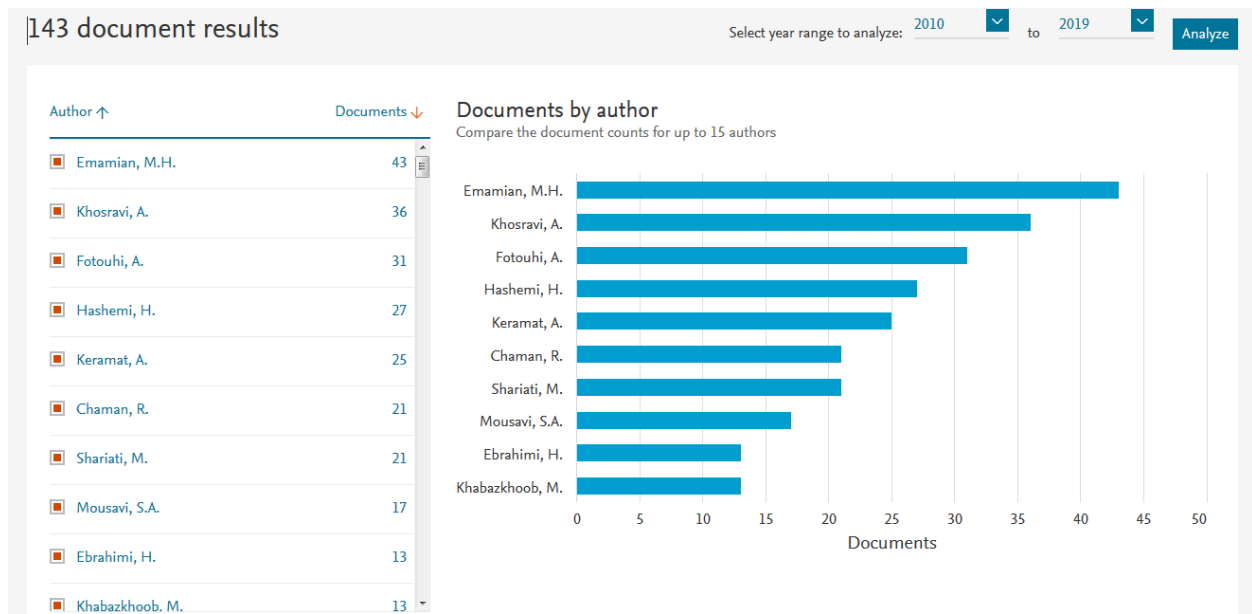 143 document results
Select year range to analyze: 2010 to 2019 Analyze
Author Documents
Emamian, M.H. 43
Khosravi, A. 36
Fotouhi, A. 31
Hashemi, H. 27
Keramat, A. 25
Chaman, R. 21
Shariati, M. 21
Mousavi, S.A. 17
Ebrahimi, H. 13
Khabazkhoob, M. 13
Documents by author
Compare the document counts for up to 15 authors
Emamian, M.H.
Khosravi, A.
Fotouhi, A.
Hashemi, H.
Keramat, A.
Chaman, R.
Shariati, M.
Mousavi, S.A.
Ebrahimi, H.
Khabazkhoob, M.
0 5 10 15 20 25 30 35 40 45 50
Documents